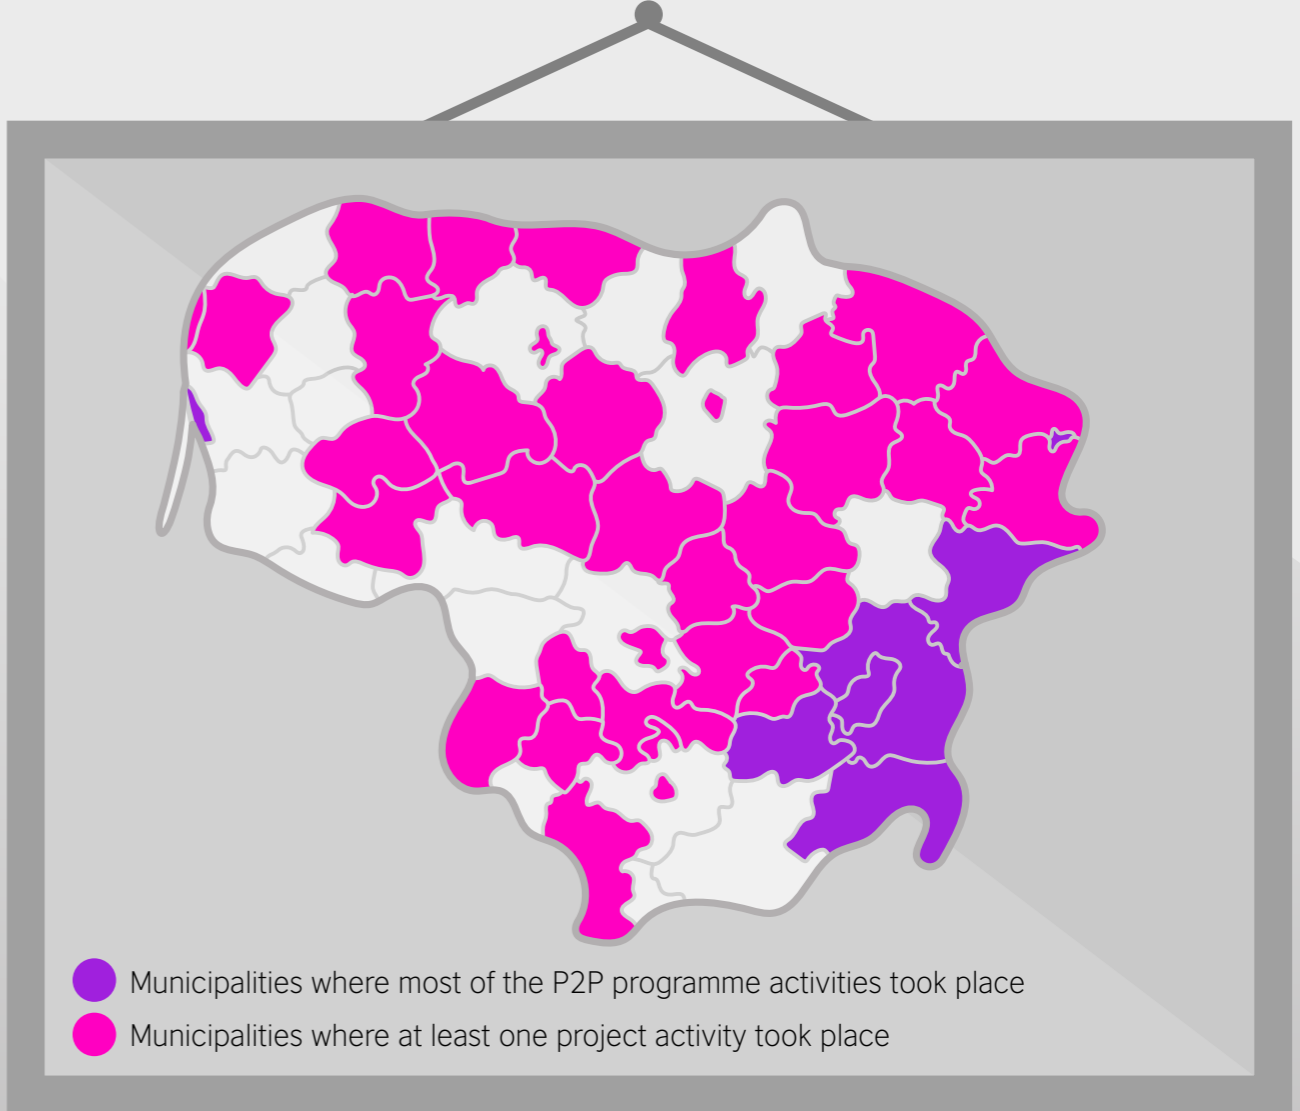 Municipalities where most of the P2P programme activities took place
Municipalities where at least one project activity took place